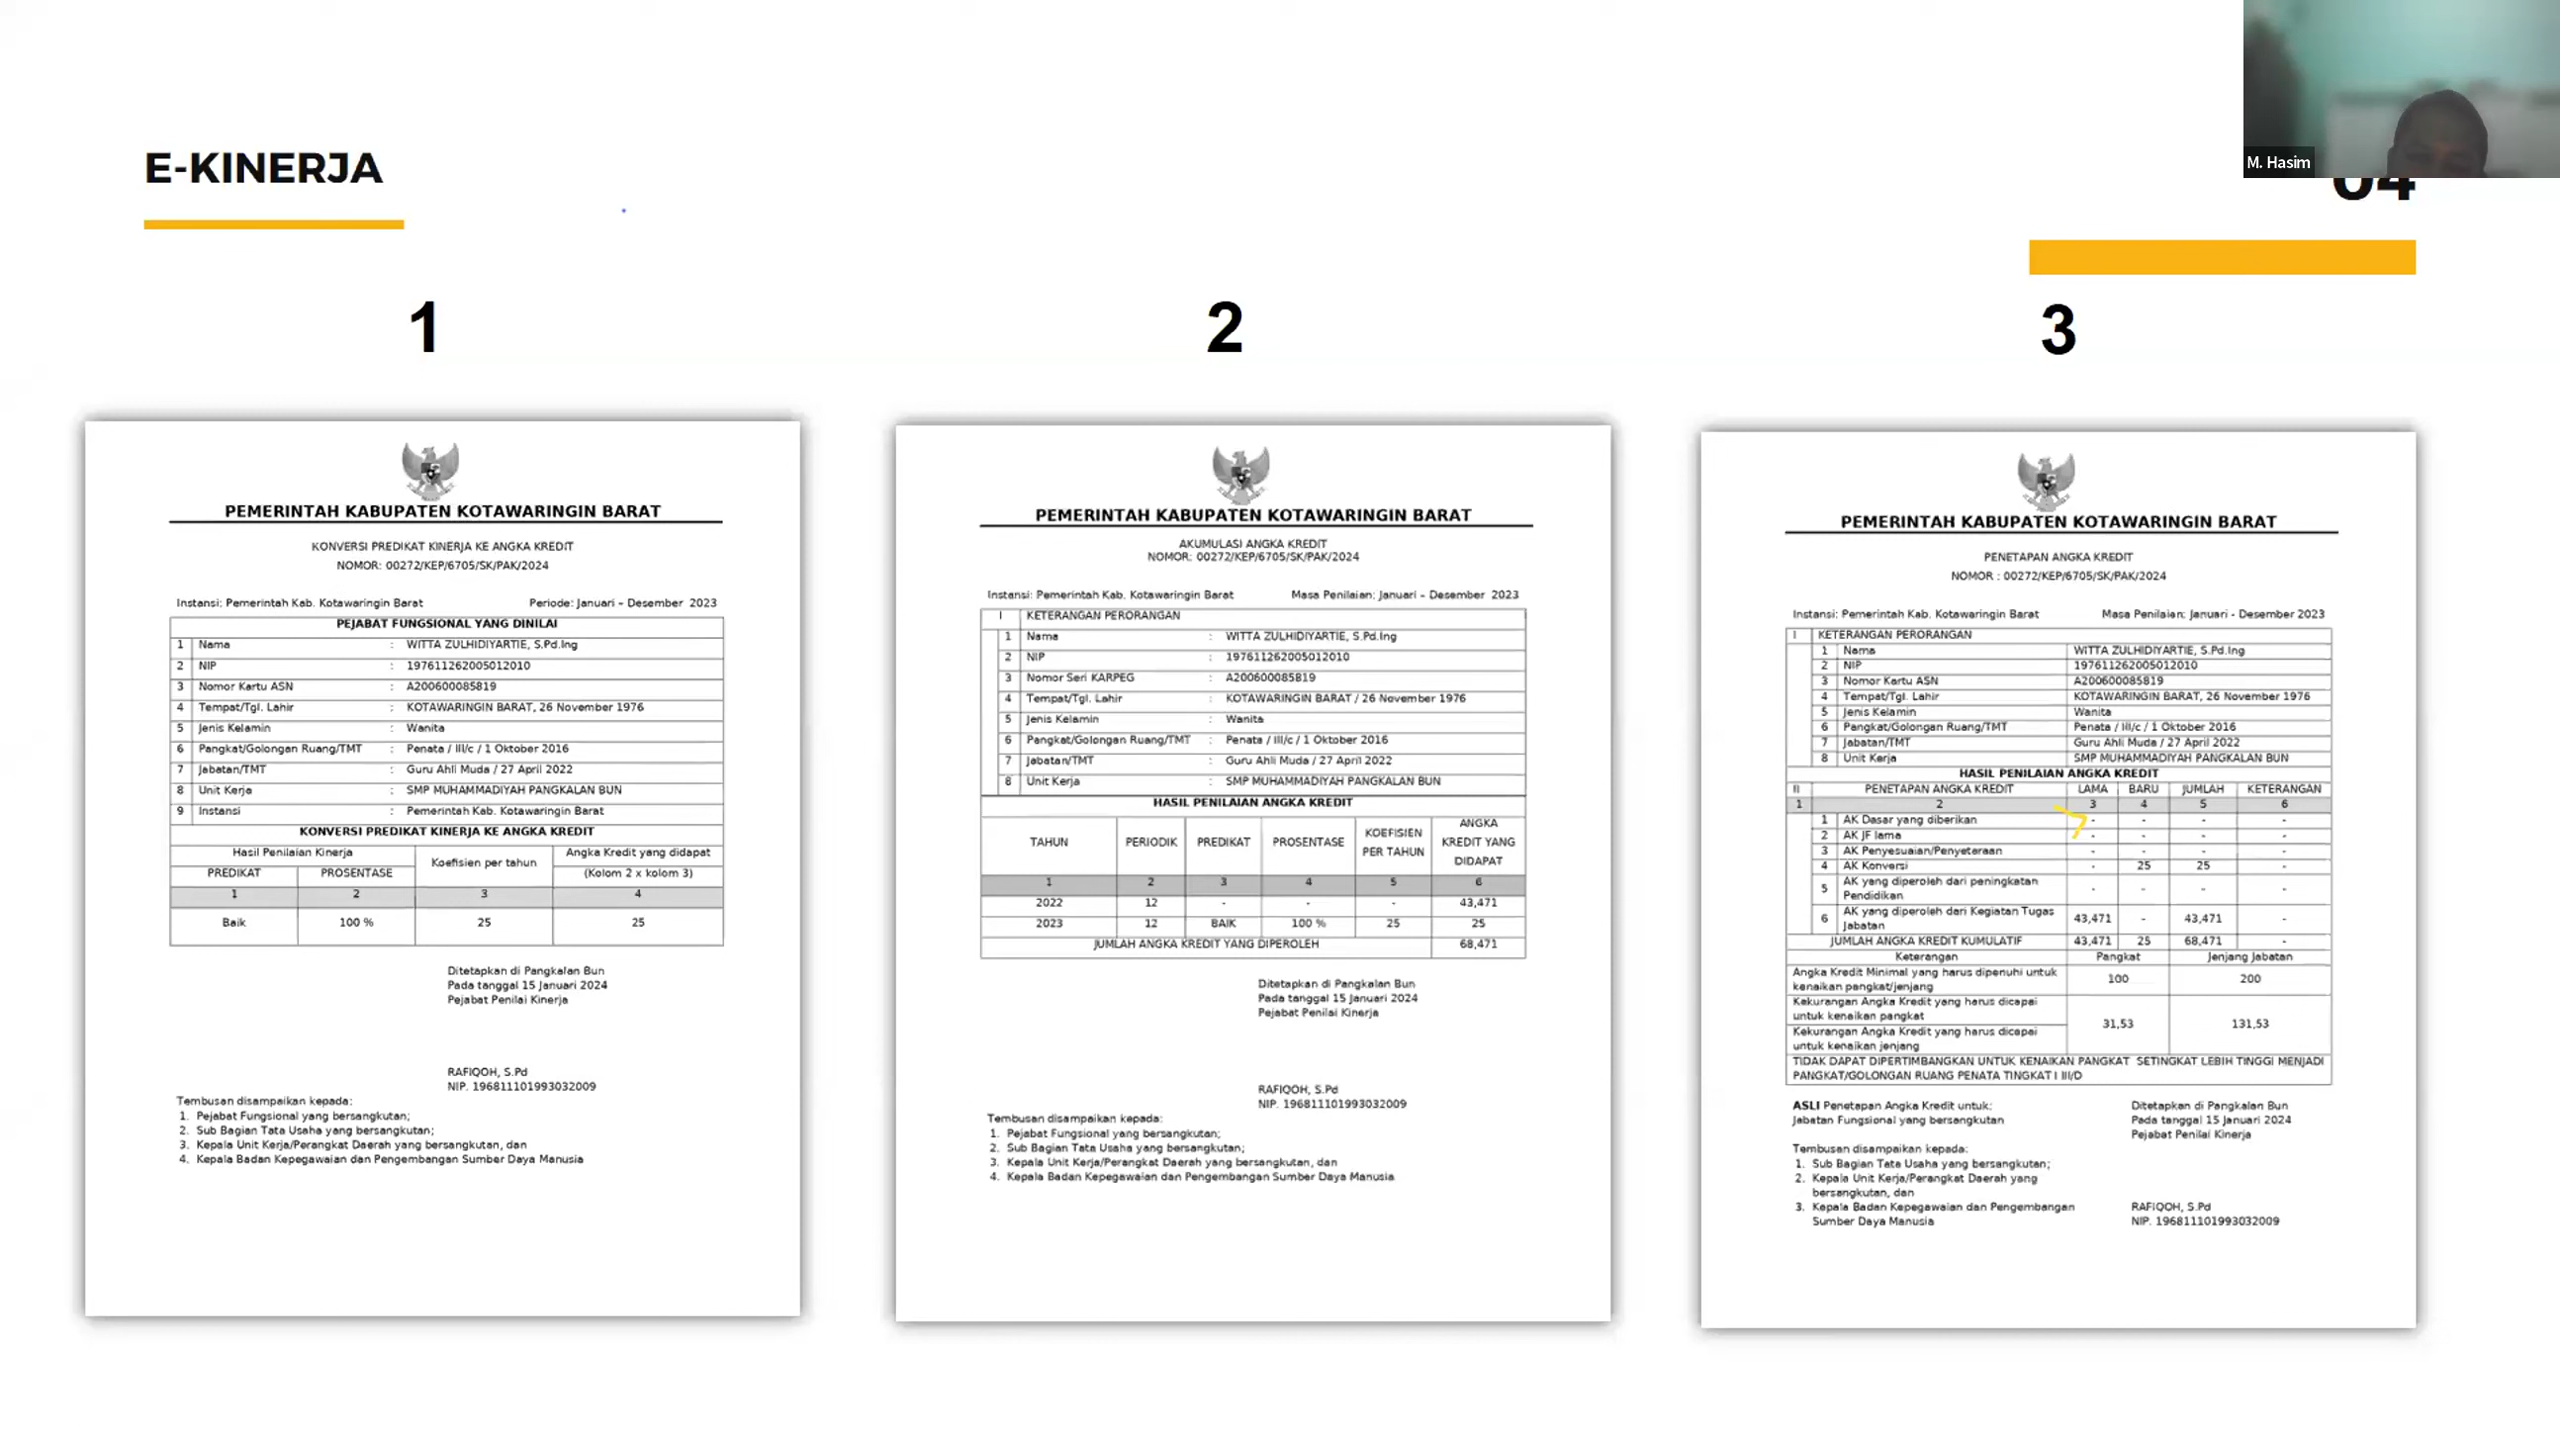 M. Hasim
E-KINERJA
04
1
2
3
PEMERINTAH KABUPATEN KOTAWARINGIN BARAT
KONVERSI PREDIKAT KINERJA KE ANGKA KREDIT
NOMOR: 00272/KEP/6705/SK/PAK/2024
Instansi: Pemerintah Kab. Kotawaringin Barat Periode: Januari – Desember 2023
PEJABAT FUNGSIONAL YANG DINILAI
1 Nama : WITTA ZULHIDIYARTIE, S.Pd.Ing
2 NIP : 197611262005012010
3 Nomor Kartu ASN : A200600085819
4 Tempat/Tgl. Lahir : KOTAWARINGIN BARAT, 26 November 1976
5 Jenis Kelamin : Wanita
6 Pangkat/Golongan Ruang/TMT : Penata / III/c / 1 Oktober 2016
7 Jabatan/TMT : Guru Ahli Muda / 27 April 2022
8 Unit Kerja : SMP MUHAMMADIYAH PANGKALAN BUN
9 Instansi : Pemerintah Kab. Kotawaringin Barat
KONVERSI PREDIKAT KINERJA KE ANGKA KREDIT
Hasil Penilaian Kinerja Koefisien per tahun Angka Kredit yang didapat
PREDIKAT PROSENTASE (Kolom 2 x kolom 3)
1 2 3 4
Baik 100 % 25 25
Ditetapkan di Pangkalan Bun
Pada tanggal 15 Januari 2024
Pejabat Penilai Kinerja
RAFIQOH, S.Pd
NIP. 196811101993032009
Tembusan disampaikan kepada:
1. Pejabat Fungsional yang bersangkutan;
2. Sub Bagian Tata Usaha yang bersangkutan;
3. Kepala Unit Kerja/Perangkat Daerah yang bersangkutan, dan
4. Kepala Badan Kepegawaian dan Pengembangan Sumber Daya Manusia
PEMERINTAH KABUPATEN KOTAWARINGIN BARAT
AKUMULASI ANGKA KREDIT
NOMOR: 00272/KEP/6705/SK/PAK/2024
Instansi: Pemerintah Kab. Kotawaringin Barat Masa Penilaian: Januari – Desember 2023
I KETERANGAN PERORANGAN
1 Nama : WITTA ZULHIDIYARTIE, S.Pd.Ing
2 NIP : 197611262005012010
3 Nomor Seri KARPEG : A200600085819
4 Tempat/Tgl. Lahir : KOTAWARINGIN BARAT / 26 November 1976
5 Jenis Kelamin : Wanita
6 Pangkat/Golongan Ruang/TMT : Penata / III/c / 1 Oktober 2016
7 Jabatan/TMT : Guru Ahli Muda / 27 April 2022
8 Unit Kerja : SMP MUHAMMADIYAH PANGKALAN BUN
HASIL PENILAIAN ANGKA KREDIT
TAHUN PERIODIK PREDIKAT PROSENTASE KOEFISIEN PER TAHUN ANGKA KREDIT YANG DIDAPAT
1 2 3 4 5 6
2022 12 - - - 43,471
2023 12 BAIK 100 % 25 25
JUMLAH ANGKA KREDIT YANG DIPEROLEH 68,471
Ditetapkan di Pangkalan Bun
Pada tanggal 15 Januari 2024
Pejabat Penilai Kinerja
RAFIQOH, S.Pd
NIP. 196811101993032009
Tembusan disampaikan kepada:
1. Pejabat Fungsional yang bersangkutan;
2. Sub Bagian Tata Usaha yang bersangkutan;
3. Kepala Unit Kerja/Perangkat Daerah yang bersangkutan, dan
4. Kepala Badan Kepegawaian dan Pengembangan Sumber Daya Manusia
PEMERINTAH KABUPATEN KOTAWARINGIN BARAT
PENETAPAN ANGKA KREDIT
NOMOR : 00272/KEP/6705/SK/PAK/2024
Instansi: Pemerintah Kab. Kotawaringin Barat Masa Penilaian: Januari - Desember 2023
I KETERANGAN PERORANGAN
1 Nama WITTA ZULHIDIYARTIE, S.Pd.Ing
2 NIP 197611262005012010
3 Nomor Kartu ASN A200600085819
4 Tempat/Tgl. Lahir KOTAWARINGIN BARAT, 26 November 1976
5 Jenis Kelamin Wanita
6 Pangkat/Golongan Ruang/TMT Penata / III/c / 1 Oktober 2016
7 Jabatan/TMT Guru Ahli Muda / 27 April 2022
8 Unit Kerja SMP MUHAMMADIYAH PANGKALAN BUN
HASIL PENILAIAN ANGKA KREDIT
II PENETAPAN ANGKA KREDIT LAMA BARU JUMLAH KETERANGAN
1 2 3 4 5 6
1 AK Dasar yang diberikan - - - -
2 AK JF lama - - - -
3 AK Penyesuaian/Penyetaraan - - - -
4 AK Konversi - 25 25 -
5 AK yang diperoleh dari peningkatan Pendidikan - - - -
6 AK yang diperoleh dari Kegiatan Tugas Jabatan 43,471 - 43,471 -
JUMLAH ANGKA KREDIT KUMULATIF 43,471 25 68,471 -
Keterangan Pangkat Jenjang Jabatan
Angka Kredit Minimal yang harus dipenuhi untuk kenaikan pangkat/jenjang 100 200
Kekurangan Angka Kredit yang harus dicapai untuk kenaikan pangkat 31,53 131,53
Kekurangan Angka Kredit yang harus dicapai untuk kenaikan jenjang
TIDAK DAPAT DIPERTIMBANGKAN UNTUK KENAIKAN PANGKAT SETINGKAT LEBIH TINGGI MENJADI
PANGKAT/GOLONGAN RUANG PENATA TINGKAT I III/D
ASLI Penetapan Angka Kredit untuk:
Jabatan Fungsional yang bersangkutan
Tembusan disampaikan kepada:
1. Sub Bagian Tata Usaha yang bersangkutan;
2. Kepala Unit Kerja/Perangkat Daerah yang
bersangkutan, dan
3. Kepala Badan Kepegawaian dan Pengembangan
Sumber Daya Manusia
Ditetapkan di Pangkalan Bun
Pada tanggal 15 Januari 2024
Pejabat Penilai Kinerja
RAFIQOH, S.Pd
NIP. 196811101993032009